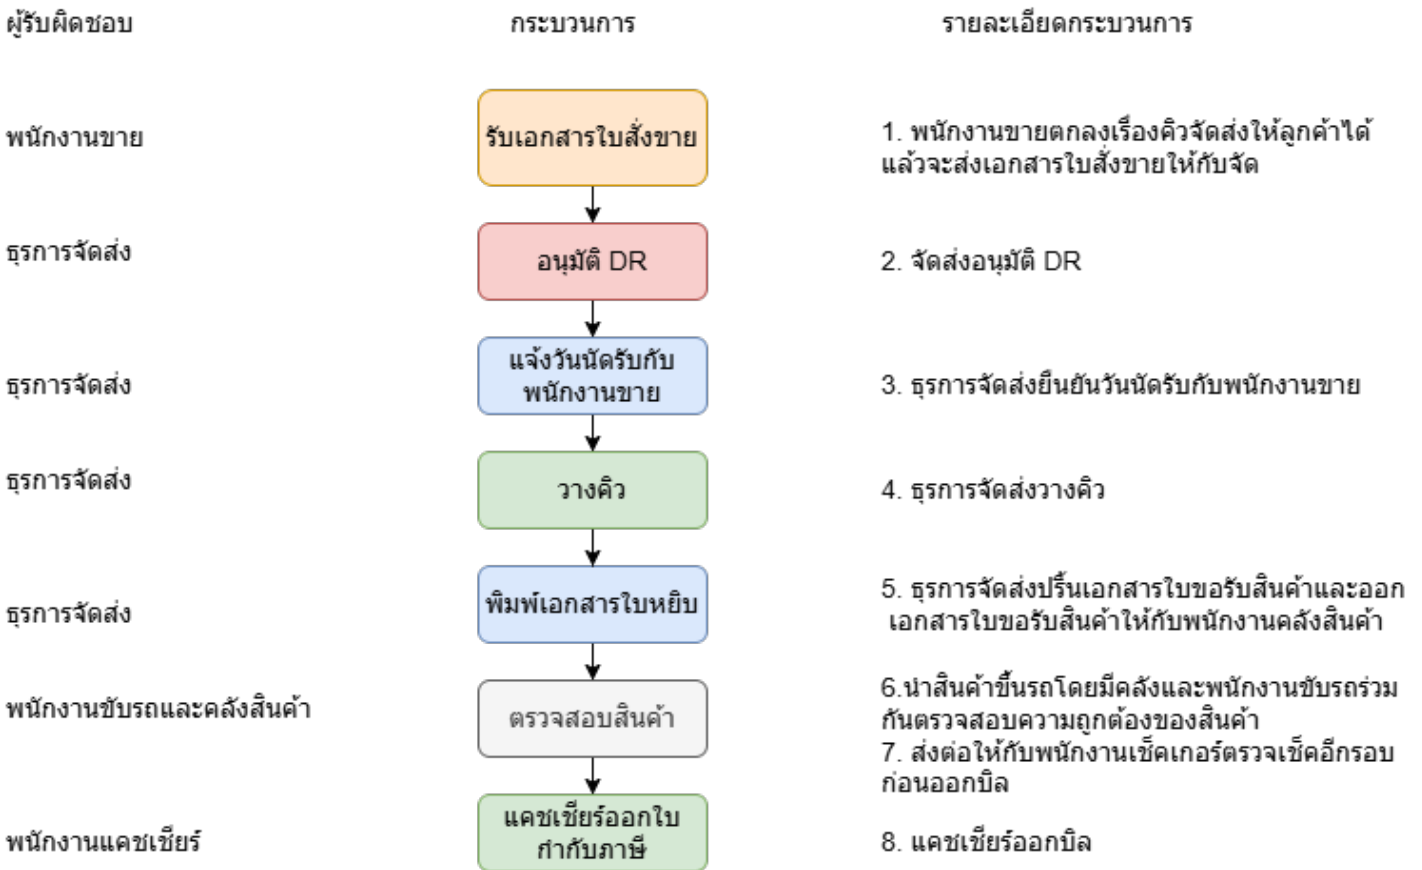 ผู้รับผิดชอบ
กระบวนการ
รายละเอียดกระบวนการ
พนักงานขาย
รับเอกสารใบสั่งขาย
1. พนักงานขายตกลงเรื่องคิวจัดส่งให้ลูกค้าได้
แล้วจะส่งเอกสารใบสั่งขายให้กับจัด
ธุรการจัดส่ง
อนุมัติ DR
2. จัดส่งอนุมัติ DR
ธุรการจัดส่ง
แจ้งวันนัดรับกับ
พนักงานขาย
3. ธุรการจัดส่งยืนยันวันนัดรับกับพนักงานขาย
ธุรการจัดส่ง
วางคิว
4. ธุรการจัดส่งวางคิว
ธุรการจัดส่ง
พิมพ์เอกสารใบหยิบ
5. ธุรการจัดส่งปริ้นเอกสารใบขอรับสินค้าและออก
เอกสารใบขอรับสินค้าให้กับพนักงานคลังสินค้า
พนักงานขับรถและคลังสินค้า
ตรวจสอบสินค้า
6.นำสินค้าขึ้นรถโดยมีคลังและพนักงานขับรถร่วม
กันตรวจสอบความถูกต้องของสินค้า
7. ส่งต่อให้กับพนักงานเช็คเกอร์ตรวจเช็คอีกรอบ
ก่อนออกบิล
พนักงานแคชเชียร์
แคชเชียร์ออกใบ
กำกับภาษี
8. แคชเชียร์ออกบิล